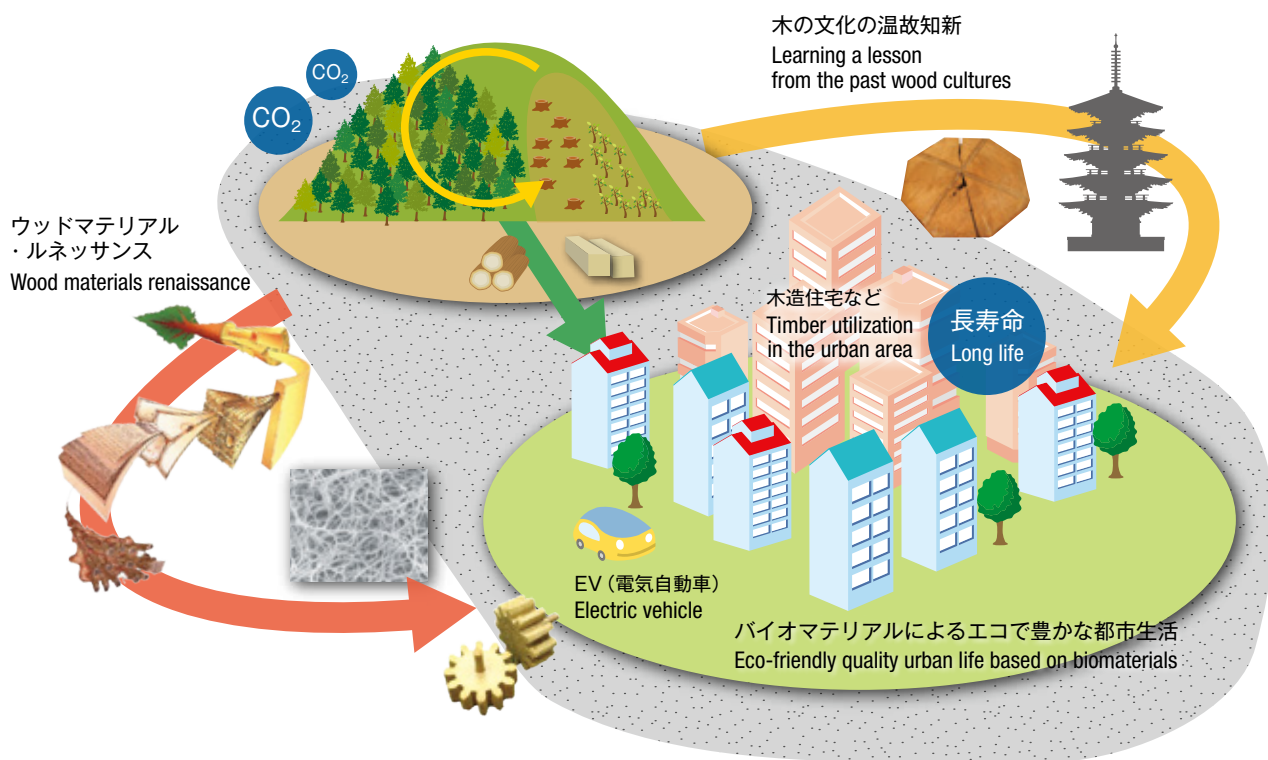 木の文化の温故知新
Learning a lesson
from the past wood cultures
CO₂
CO₂
ウッドマテリアル
・ルネッサンス
Wood materials renaissance
木造住宅など
Timber utilization
in the urban area
長寿命
Long life
EV（電気自動車）
Electric vehicle
バイオマテリアルによるエコで豊かな都市生活
Eco-friendly quality urban life based on biomaterials